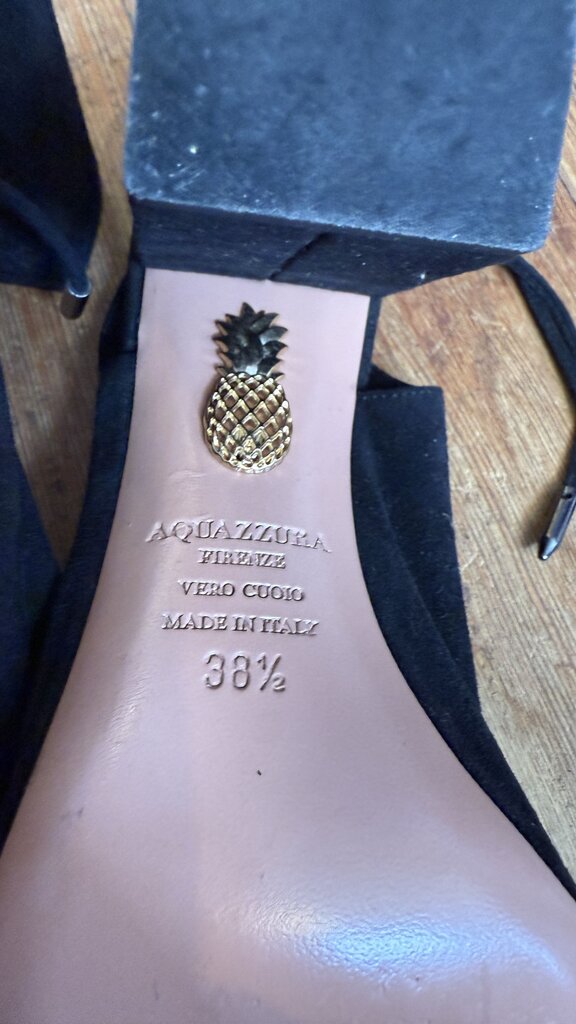 AQUAZZURA
FIRENZE
VERO CUOIO
MADE IN ITALY
38½